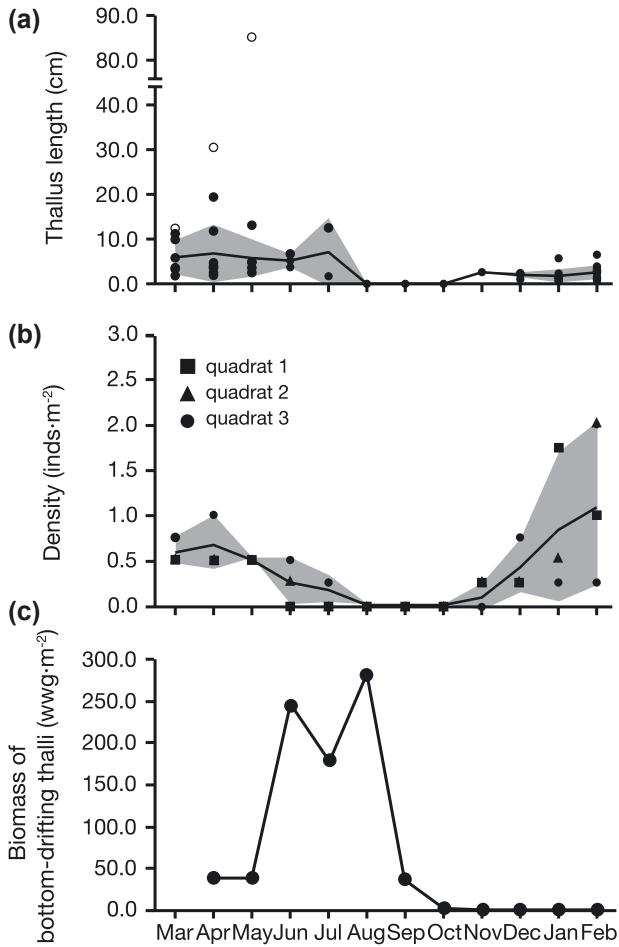 (a)
Thallus length (cm)
90.0
80.0
40.0
30.0
20.0
10.0
0.0
(b)
Density (inds·m⁻²)
3.0
2.5
2.0
1.5
1.0
0.5
0.0
quadrat 1
quadrat 2
quadrat 3
(c)
Biomass of
bottom-drifting thalli (wwg·m⁻²)
300.0
250.0
200.0
150.0
100.0
50.0
0.0
Mar Apr May Jun Jul Aug Sep Oct Nov Dec Jan Feb